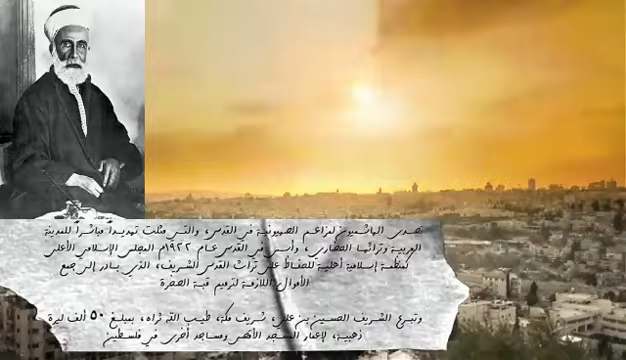 تصدى الهاشميون لمزاعم الصهيونية في القدس، والتي مثلت تهديداً مباشراً للمدينة
العربية وتراثها الحضاري، وأسس في القدس عام ١٩٢٢م المجلس الإسلامي الأعلى
كمنظمة إسلامية أهلية للحفاظ على تراث القدس الشريف، الذي بادر إلى جمع
الأموال اللازمة لترميم قبة الصخرة
وتبرع الشريف الحسين بن علي، شريف مكة، طيب الله ثراه، بمبلغ ٥٠ ألف ليرة
ذهبية، لإعمار المسجد الأقصى ومساجد أخرى في فلسطين